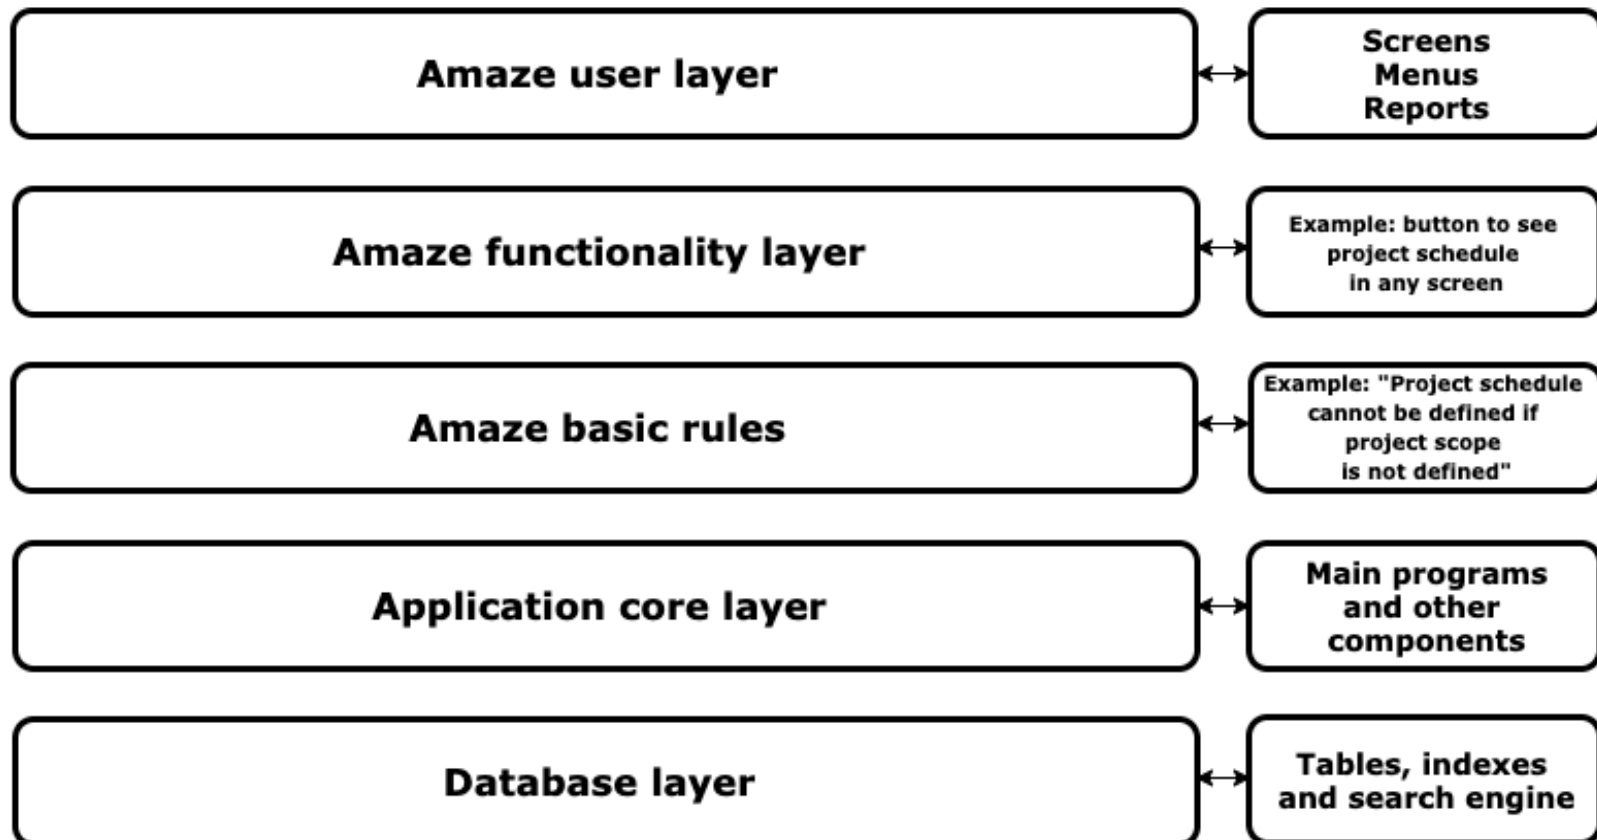 Amaze user layer
Screens
Menus
Reports
Amaze functionality layer
Example: button to see
project schedule
in any screen
Amaze basic rules
Example: "Project schedule
cannot be defined if
project scope
is not defined"
Application core layer
Main programs
and other
components
Database layer
Tables, indexes
and search engine